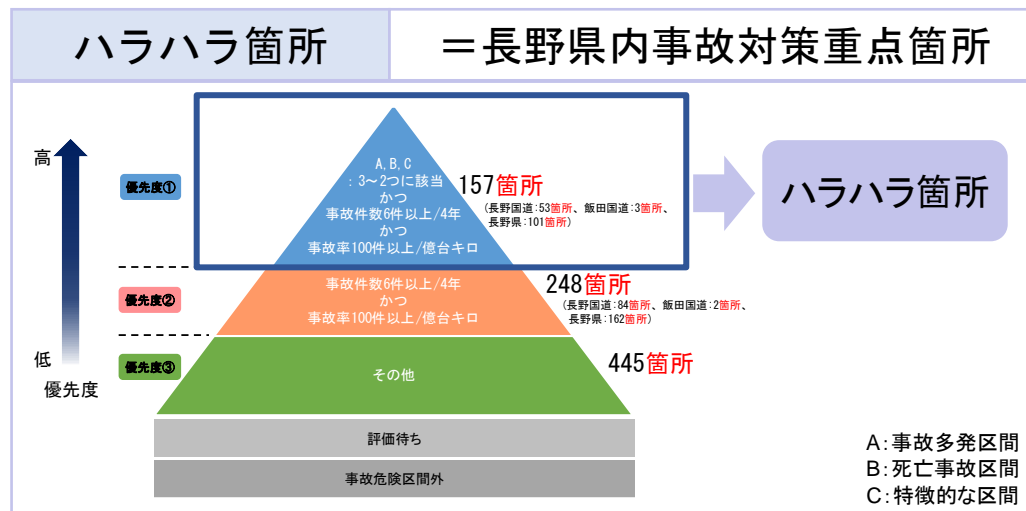 ハラハラ箇所
＝長野県内事故対策重点箇所
高
低
優先度
優先度①
A,B,C
：3～2つに該当
かつ
事故件数6件以上/4年
かつ
事故率100件以上/億台キロ
157箇所
(長野国道：53箇所、飯田国道：3箇所、
長野県：101箇所)
ハラハラ箇所
優先度②
事故件数6件以上/4年
かつ
事故率100件以上/億台キロ
248箇所
(長野国道：84箇所、飯田国道：2箇所、
長野県：162箇所)
優先度③
その他
445箇所
評価待ち
事故危険区間外
A：事故多発区間
B：死亡事故区間
C：特徴的な区間